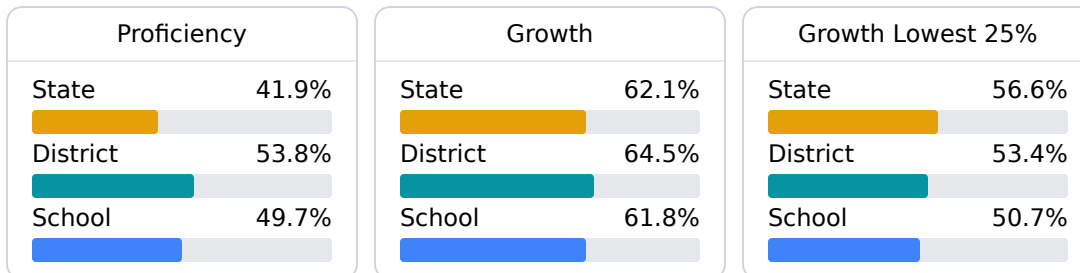 Proficiency
State 41.9%
District 53.8%
School 49.7%
Growth
State 62.1%
District 64.5%
School 61.8%
Growth Lowest 25%
State 56.6%
District 53.4%
School 50.7%